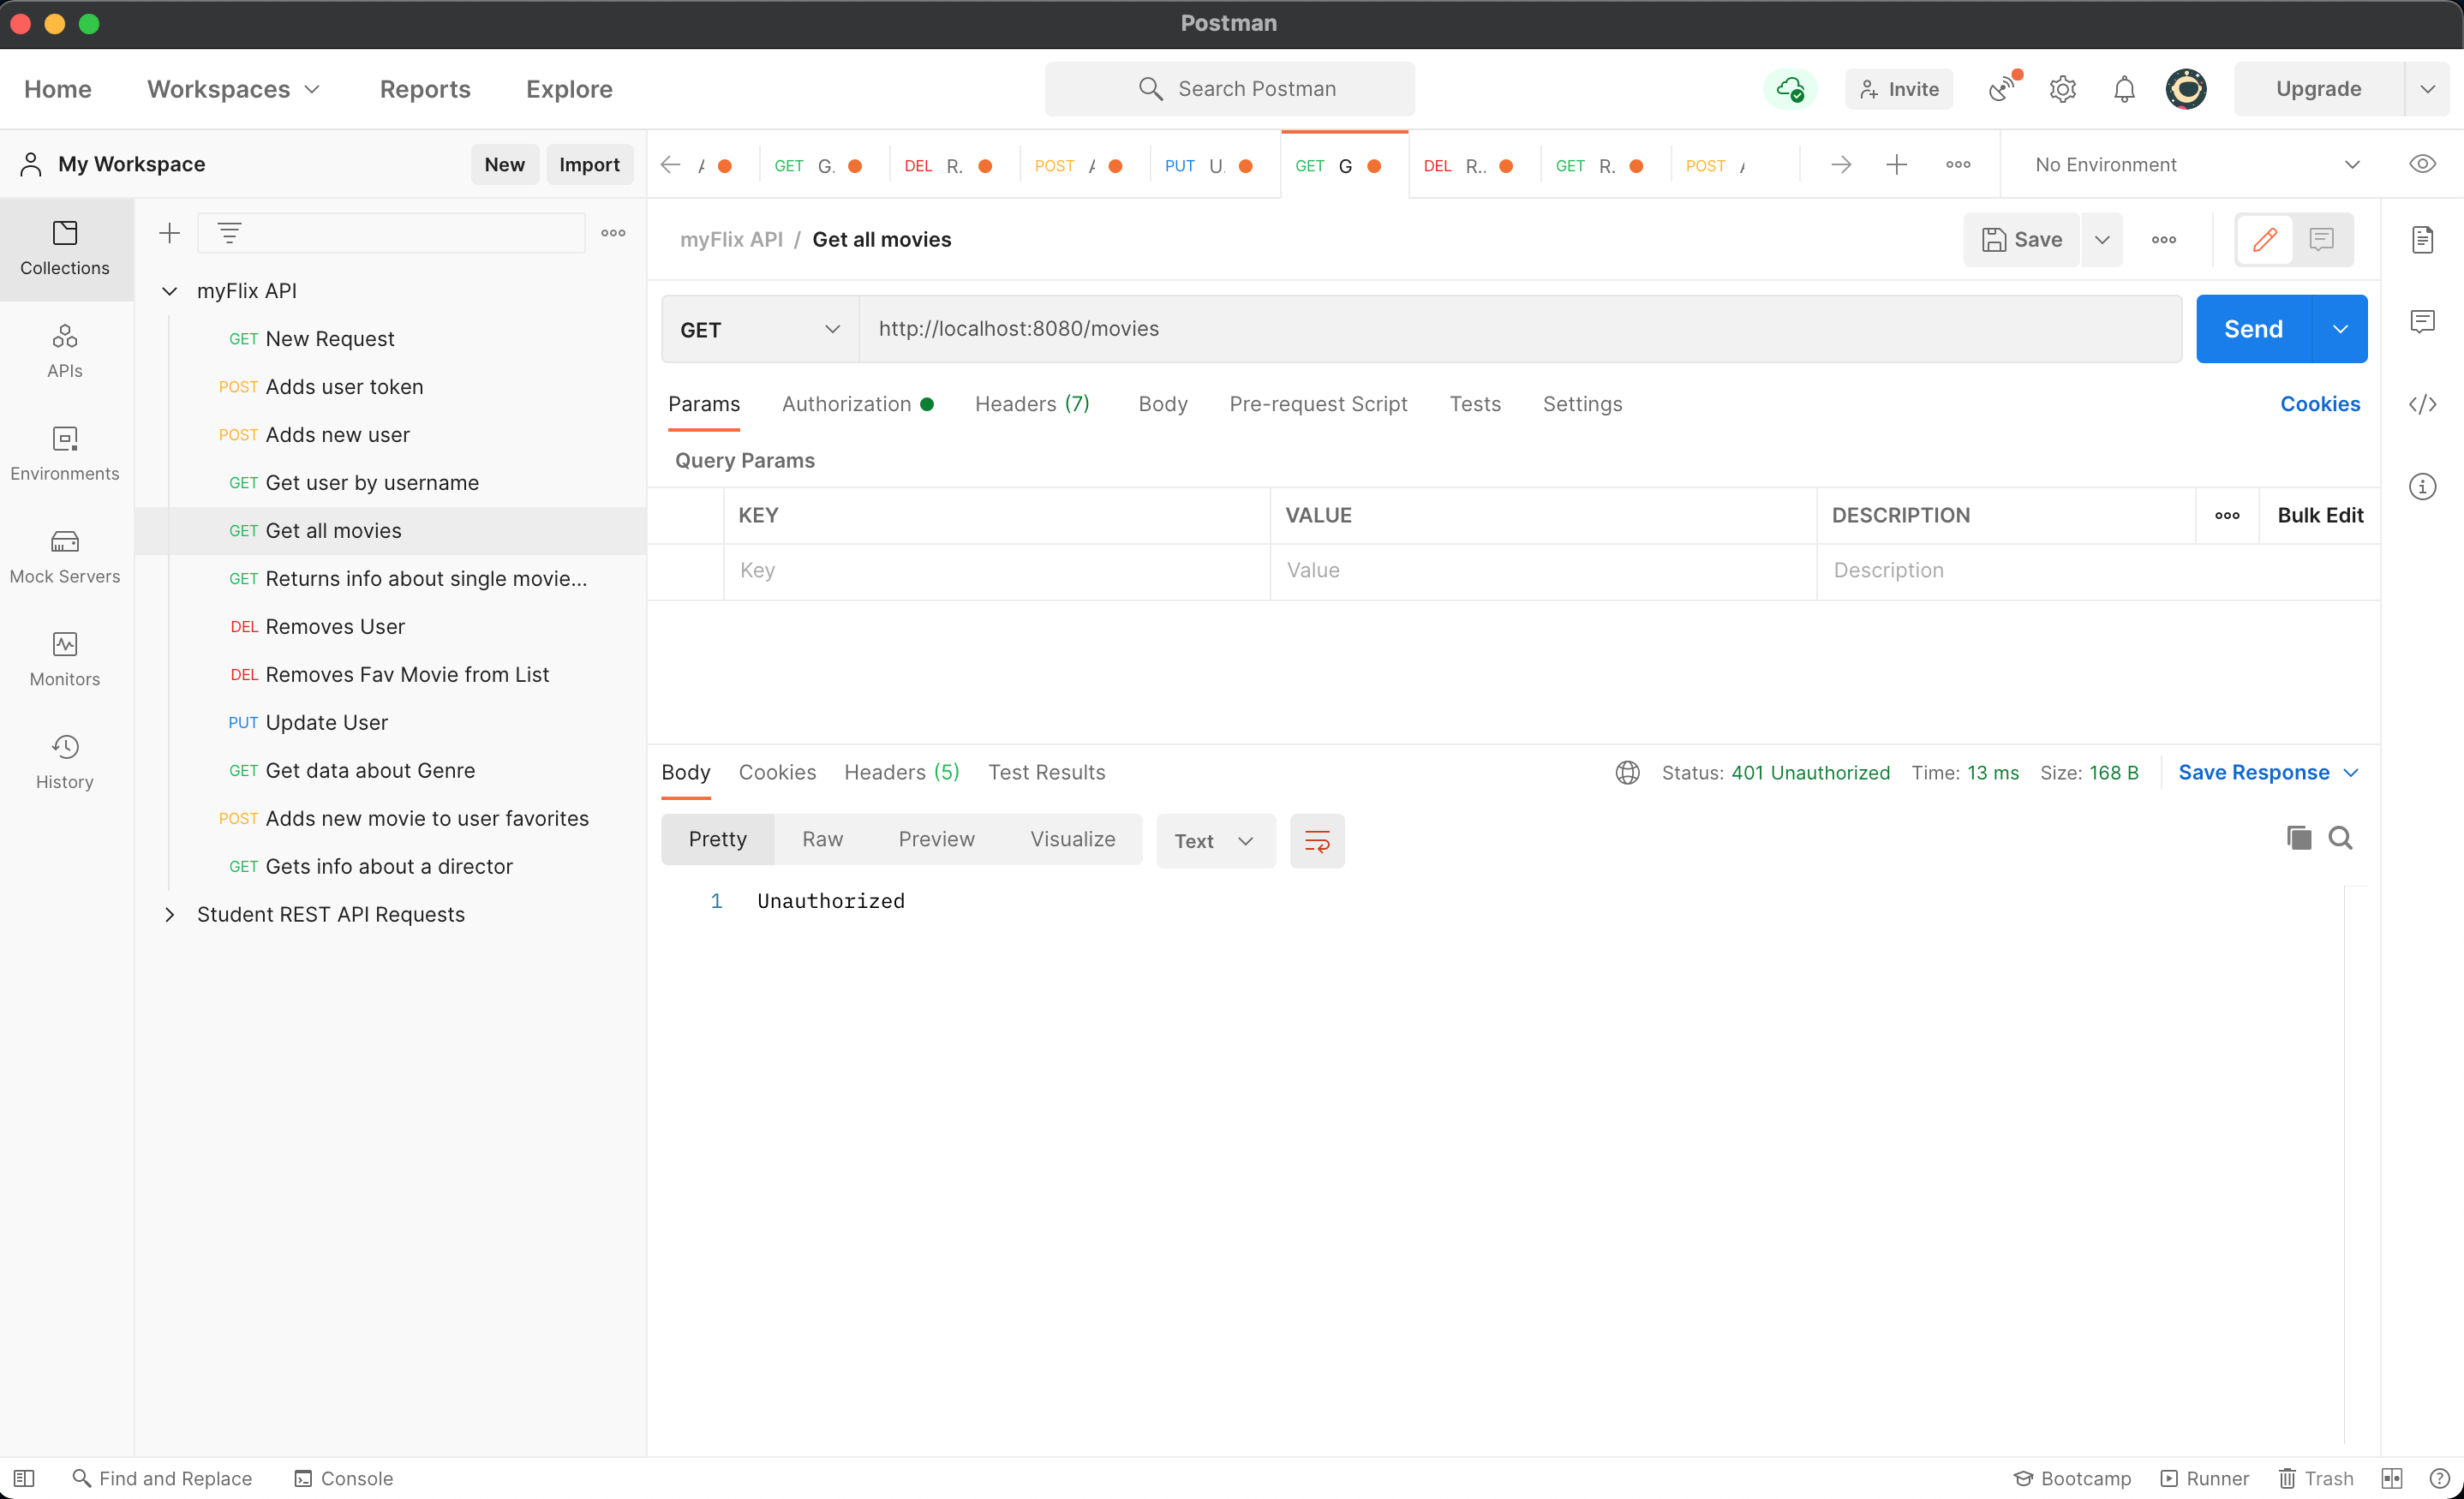 Postman
Home Workspaces Reports Explore Search Postman Invite Upgrade
My Workspace New Import
GET G. DEL R. POST PUT U. GET G DEL R.. GET R. POST No Environment
Collections
APIs
Environments
Mock Servers
Monitors
History
myFlix API
GET New Request
POST Adds user token
POST Adds new user
GET Get user by username
GET Get all movies
GET Returns info about single movie...
DEL Removes User
DEL Removes Fav Movie from List
PUT Update User
GET Get data about Genre
POST Adds new movie to user favorites
GET Gets info about a director
Student REST API Requests
myFlix API / Get all movies Save
GET http://localhost:8080/movies Send
Params Authorization Headers (7) Body Pre-request Script Tests Settings Cookies
Query Params
KEY VALUE DESCRIPTION Bulk Edit
Key Value Description
Body Cookies Headers (5) Test Results Status: 401 Unauthorized Time: 13 ms Size: 168 B Save Response
Pretty Raw Preview Visualize Text
1 Unauthorized
Find and Replace Console Bootcamp Runner Trash